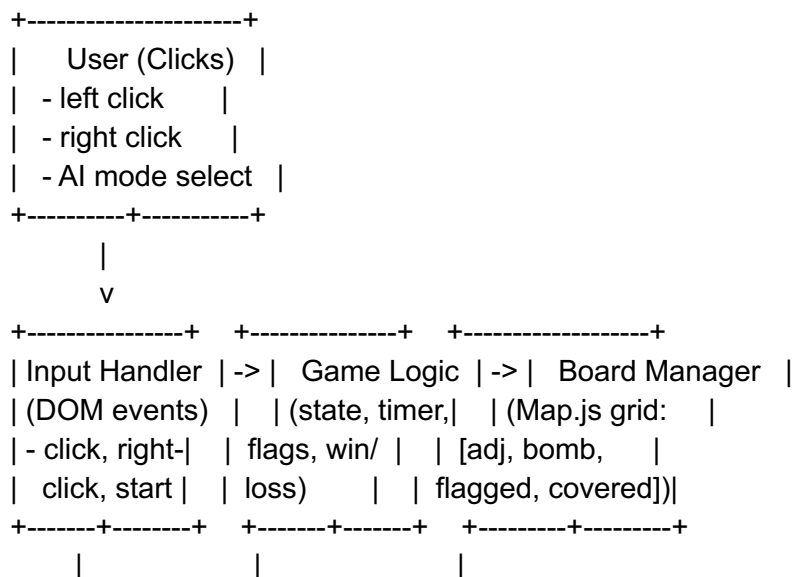 +----------------------+
|     User (Clicks)   |
|   - left click       |
|   - right click      |
|   - AI mode select   |
+----------+-----------+
|
v
+----------------+    +---------------+    +-------------------+
| Input Handler  | -> |   Game Logic  | -> |   Board Manager   |
| (DOM events)   |    | (state, timer,|    | (Map.js grid:     |
| - click, right-|    |  flags, win/  |    |  [adj, bomb,      |
|   click, start |    |  loss)        |    |  flagged, covered])|
+-------+--------+    +-------+-------+    +---------+---------+
|                     |                     |